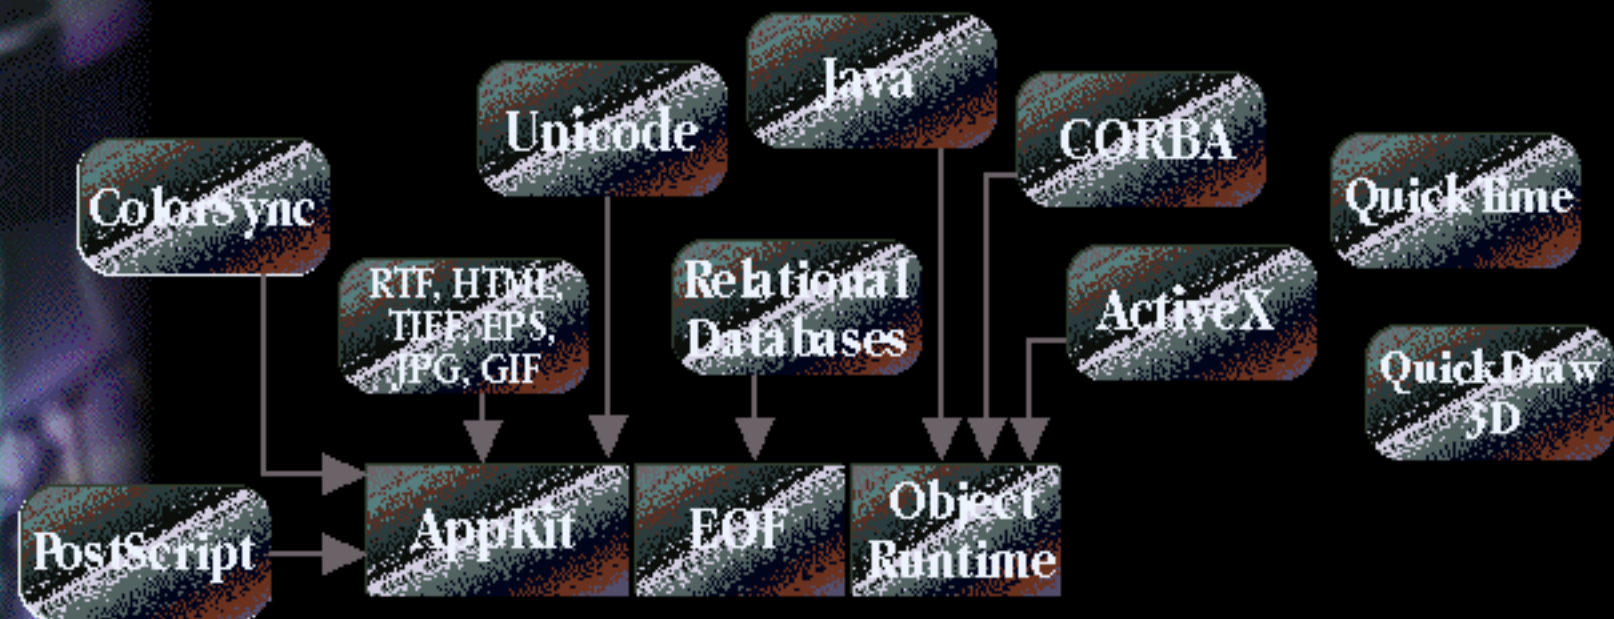 Java
Unicode
CORBA
QuickTime
ColorSync
RTF, HTML,
TIFF, EPS,
JPG, GIF
Relational
Databases
ActiveX
QuickDraw
3D
PostScript
AppKit
EOF
Object
Runtime